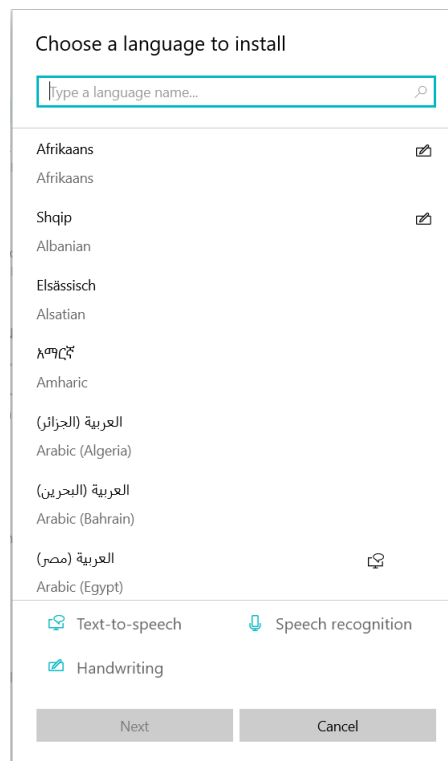 Choose a language to install
Type a language name...
Afrikaans
Afrikaans
Shqip
Albanian
Elsässisch
Alsatian
አማርኛ
Amharic
العربية (الجزائر)
Arabic (Algeria)
العربية (البحرين)
Arabic (Bahrain)
العربية (مصر)
Arabic (Egypt)
Text-to-speech Speech recognition
Handwriting
Next Cancel